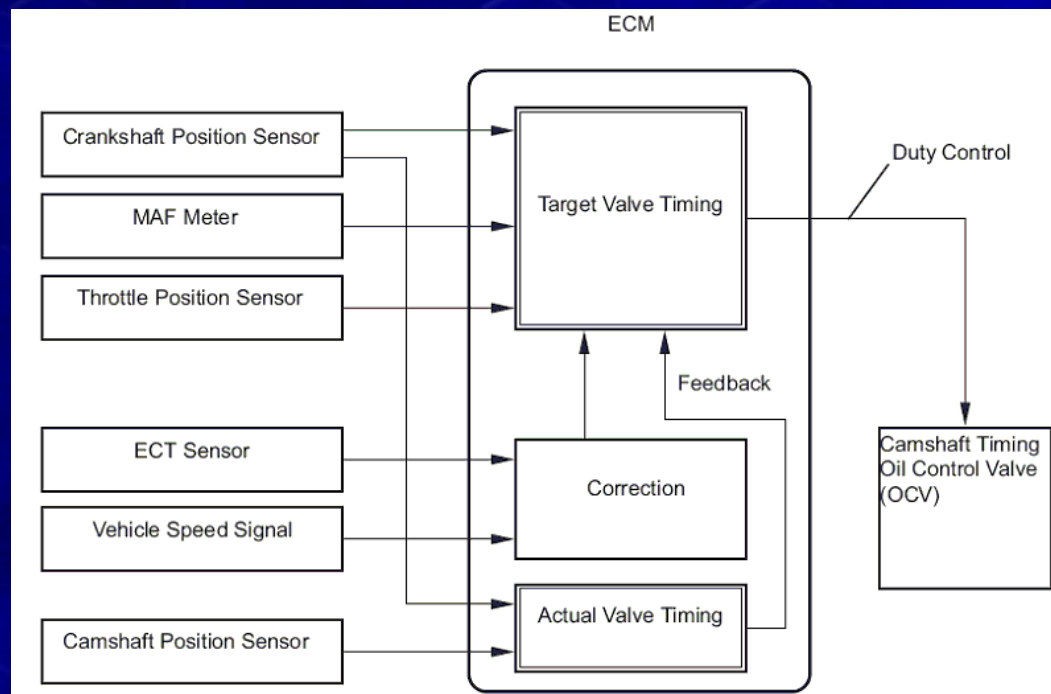 ECM
Crankshaft Position Sensor
MAF Meter
Throttle Position Sensor
ECT Sensor
Vehicle Speed Signal
Camshaft Position Sensor
Target Valve Timing
Feedback
Correction
Actual Valve Timing
Duty Control
Camshaft Timing
Oil Control Valve
(OCV)